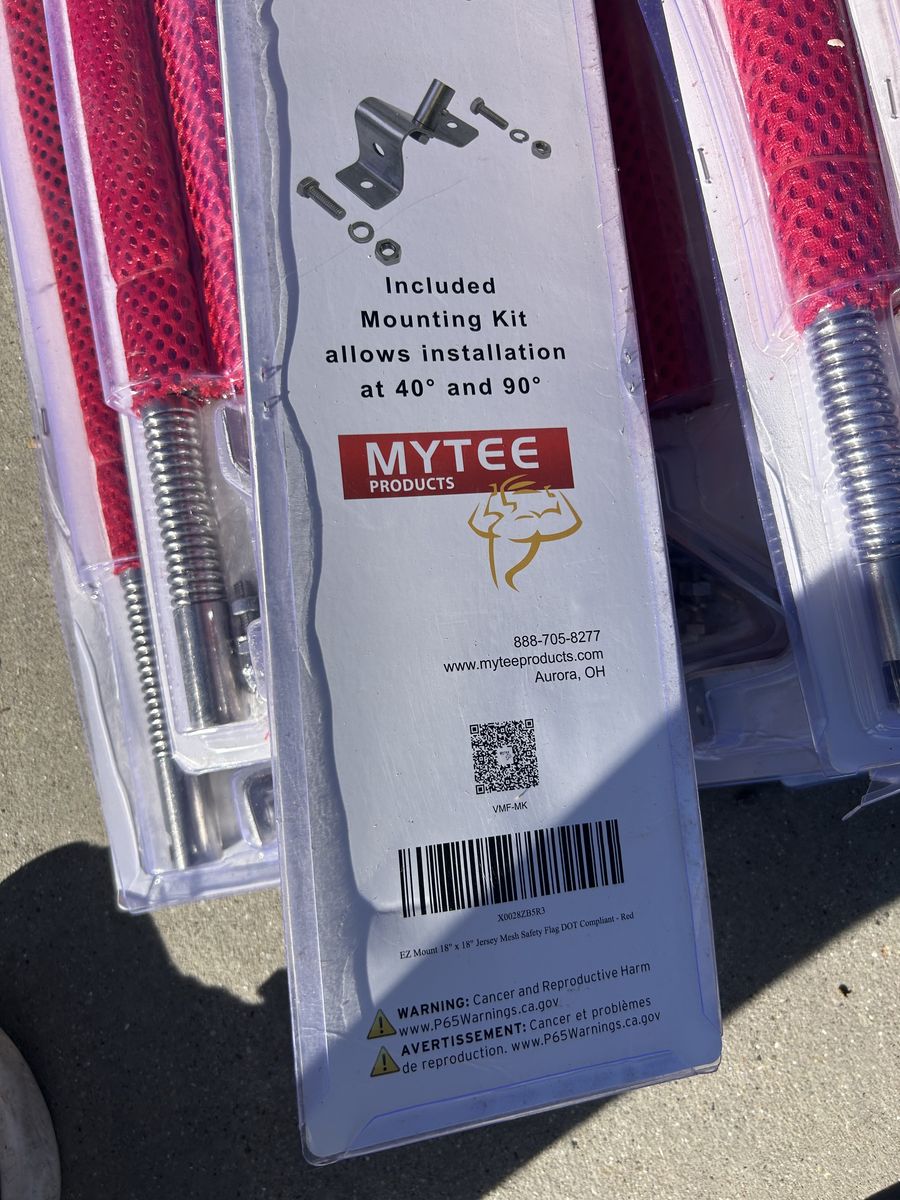 Included
Mounting Kit
allows installation
at 40° and 90°
MYTEE
PRODUCTS
888-705-8277
www.myteeproducts.com
Aurora, OH
VMF-MK
X0028ZB5R3
EZ Mount 18" x 18" Jersey Mesh Safety Flag DOT Compliant - Red
WARNING: Cancer and Reproductive Harm
www.P65Warnings.ca.gov
AVERTISSEMENT: Cancer et problèmes
de reproduction. www.P65Warnings.ca.gov